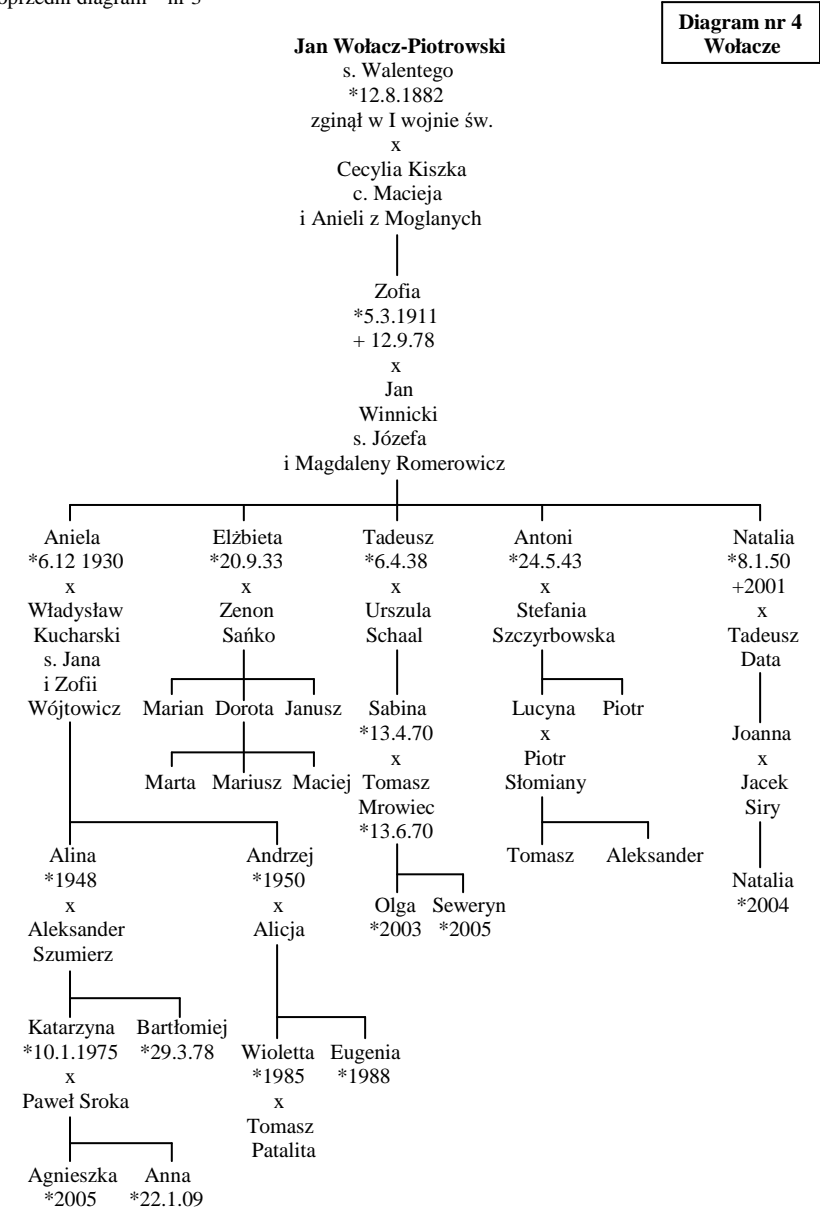 oprzedni diagram – nr 3
Diagram nr 4
Wołacze
Jan Wołacz-Piotrowski
s. Walentego
*12.8.1882
zginął w I wojnie św.
x
Cecylia Kiszka
c. Macieja
i Anieli z Moglanych
Zofia
*5.3.1911
+ 12.9.78
x
Jan
Winnicki
s. Józefa
i Magdaleny Romerowicz
Aniela
*6.12 1930
x
Władysław
Kucharski
s. Jana
i Zofii
Wójtowicz
Elżbieta
*20.9.33
x
Zenon
Sańko
Tadeusz
*6.4.38
x
Urszula
Schaal
Antoni
*24.5.43
x
Stefania
Szczyrbowska
Natalia
*8.1.50
+2001
x
Tadeusz
Data
Marian Dorota Janusz
Marta Mariusz Maciej
Sabina
*13.4.70
x
Tomasz
Mrowiec
*13.6.70
Lucyna
x
Piotr
Słomiany
Piotr
Joanna
x
Jacek
Siry
Tomasz Aleksander
Natalia
*2004
Olga
*2003
Seweryn
*2005
Alina
*1948
x
Aleksander
Szumierz
Andrzej
*1950
x
Alicja
Katarzyna
*10.1.1975
x
Paweł Sroka
Bartłomiej
*29.3.78
Wioletta
*1985
x
Tomasz
Patalita
Eugenia
*1988
Agnieszka
*2005
Anna
*22.1.09